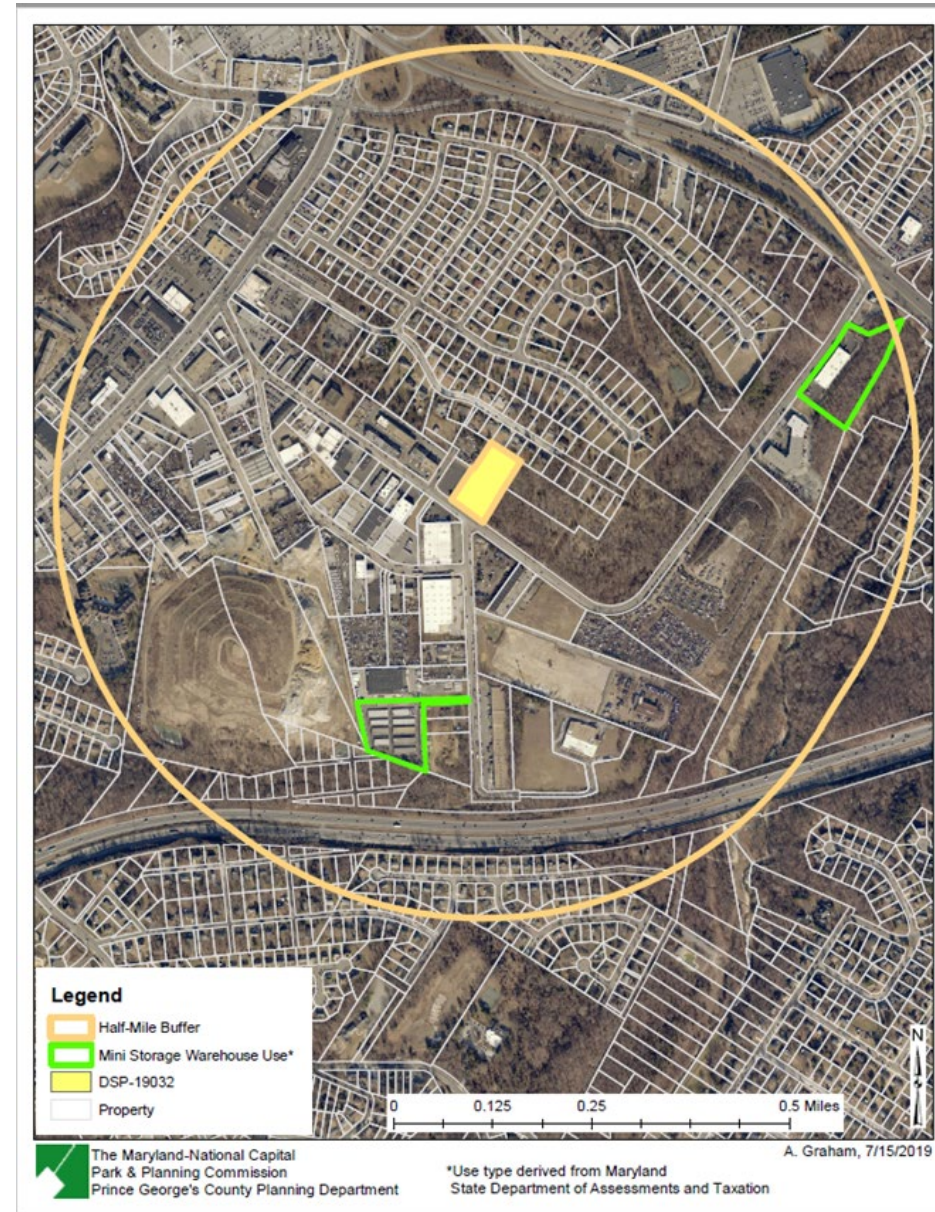 Legend
Half-Mile Buffer
Mini Storage Warehouse Use*
DSP-19032
Property
N
0 0.125 0.25 0.5 Miles
The Maryland-National Capital
Park & Planning Commission
Prince George's County Planning Department
*Use type derived from Maryland
State Department of Assessments and Taxation
A. Graham, 7/15/2019